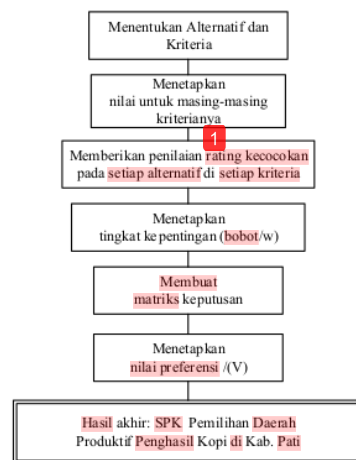 Menentukan Alternatif dan
Kriteria
Menetapkan
nilai untuk masing-masing
kriterianya
1
Memberikan penilaian rating kecocokan
pada setiap alternatif di setiap kriteria
Menetapkan
tingkat kepentingan (bobot/w)
Membuat
matriks keputusan
Menetapkan
nilai preferensi /(V)
Hasil akhir: SPK Pemilihan Daerah
Produktif Penghasil Kopi di Kab. Pati